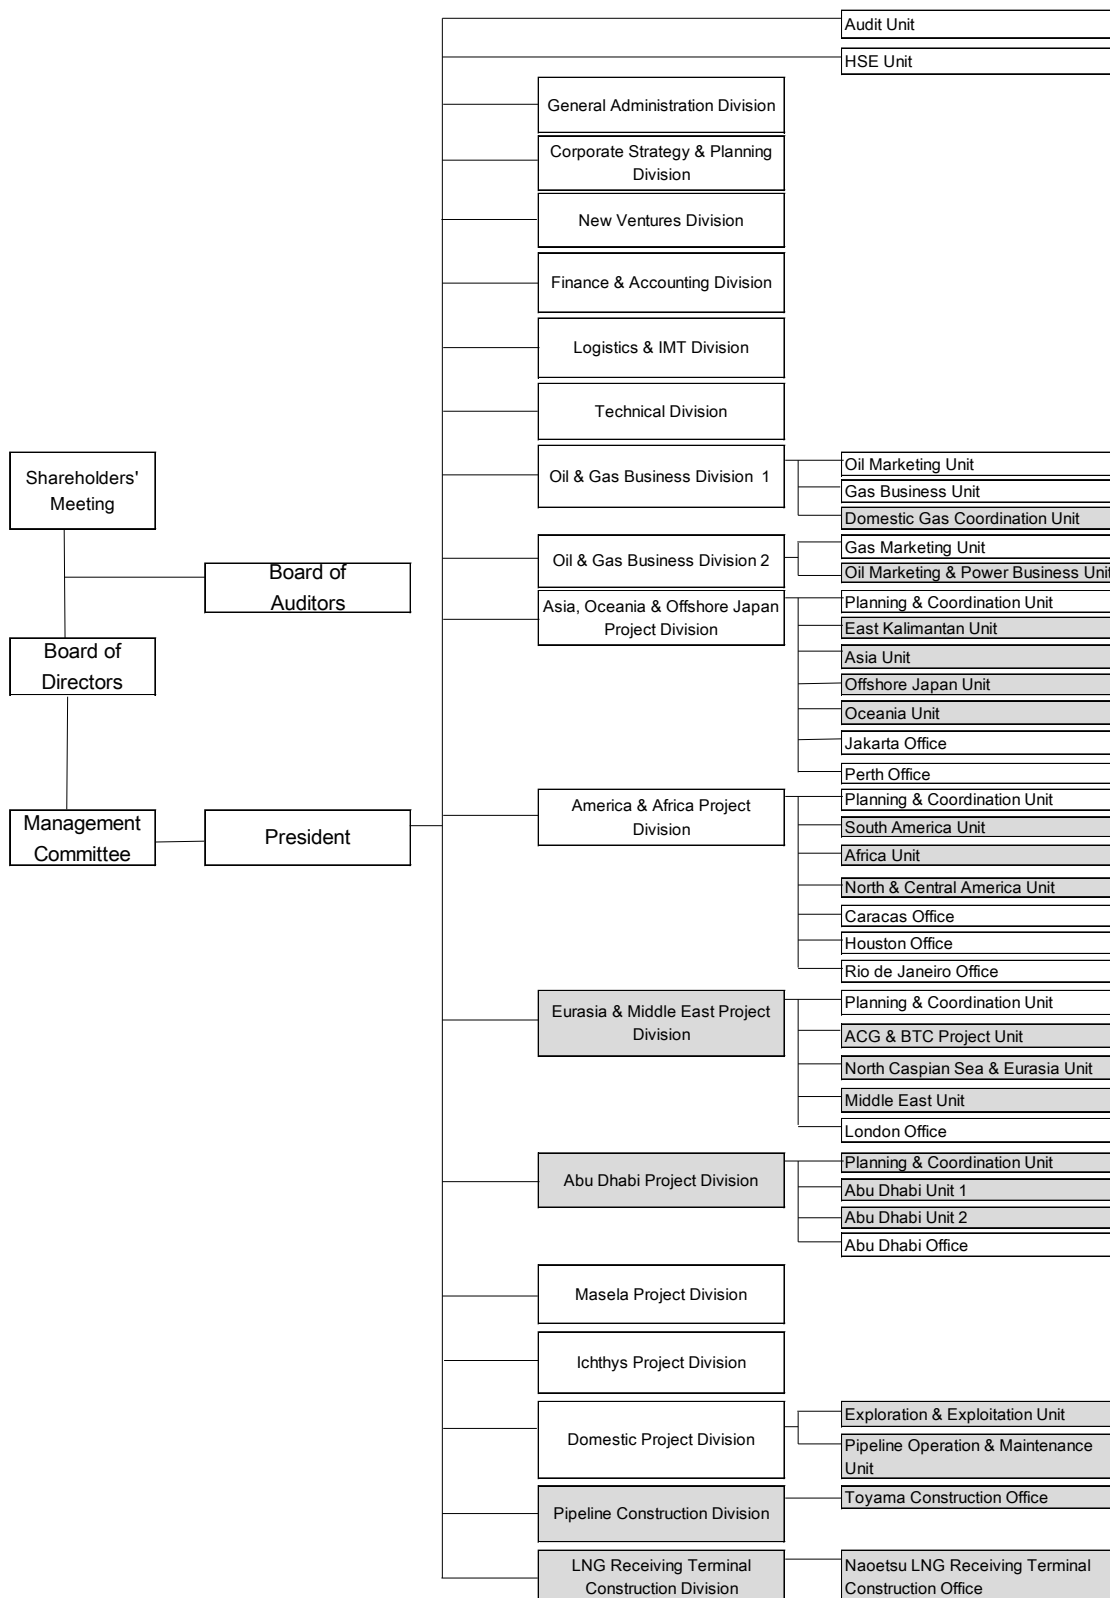 Audit Unit
HSE Unit
General Administration Division
Corporate Strategy & Planning
Division
New Ventures Division
Finance & Accounting Division
Logistics & IMT Division
Technical Division
Shareholders'
Meeting
Board of
Auditors
Board of
Directors
Management
Committee
President
Oil & Gas Business Division 1
Oil Marketing Unit
Gas Business Unit
Domestic Gas Coordination Unit
Oil & Gas Business Division 2
Gas Marketing Unit
Oil Marketing & Power Business Unit
Asia, Oceania & Offshore Japan
Project Division
Planning & Coordination Unit
East Kalimantan Unit
Asia Unit
Offshore Japan Unit
Oceania Unit
Jakarta Office
Perth Office
America & Africa Project
Division
Planning & Coordination Unit
South America Unit
Africa Unit
North & Central America Unit
Caracas Office
Houston Office
Rio de Janeiro Office
Eurasia & Middle East Project
Division
Planning & Coordination Unit
ACG & BTC Project Unit
North Caspian Sea & Eurasia Unit
Middle East Unit
London Office
Abu Dhabi Project Division
Planning & Coordination Unit
Abu Dhabi Unit 1
Abu Dhabi Unit 2
Abu Dhabi Office
Masela Project Division
Ichthys Project Division
Domestic Project Division
Exploration & Exploitation Unit
Pipeline Operation & Maintenance
Unit
Pipeline Construction Division
Toyama Construction Office
LNG Receiving Terminal
Construction Division
Naoetsu LNG Receiving Terminal
Construction Office